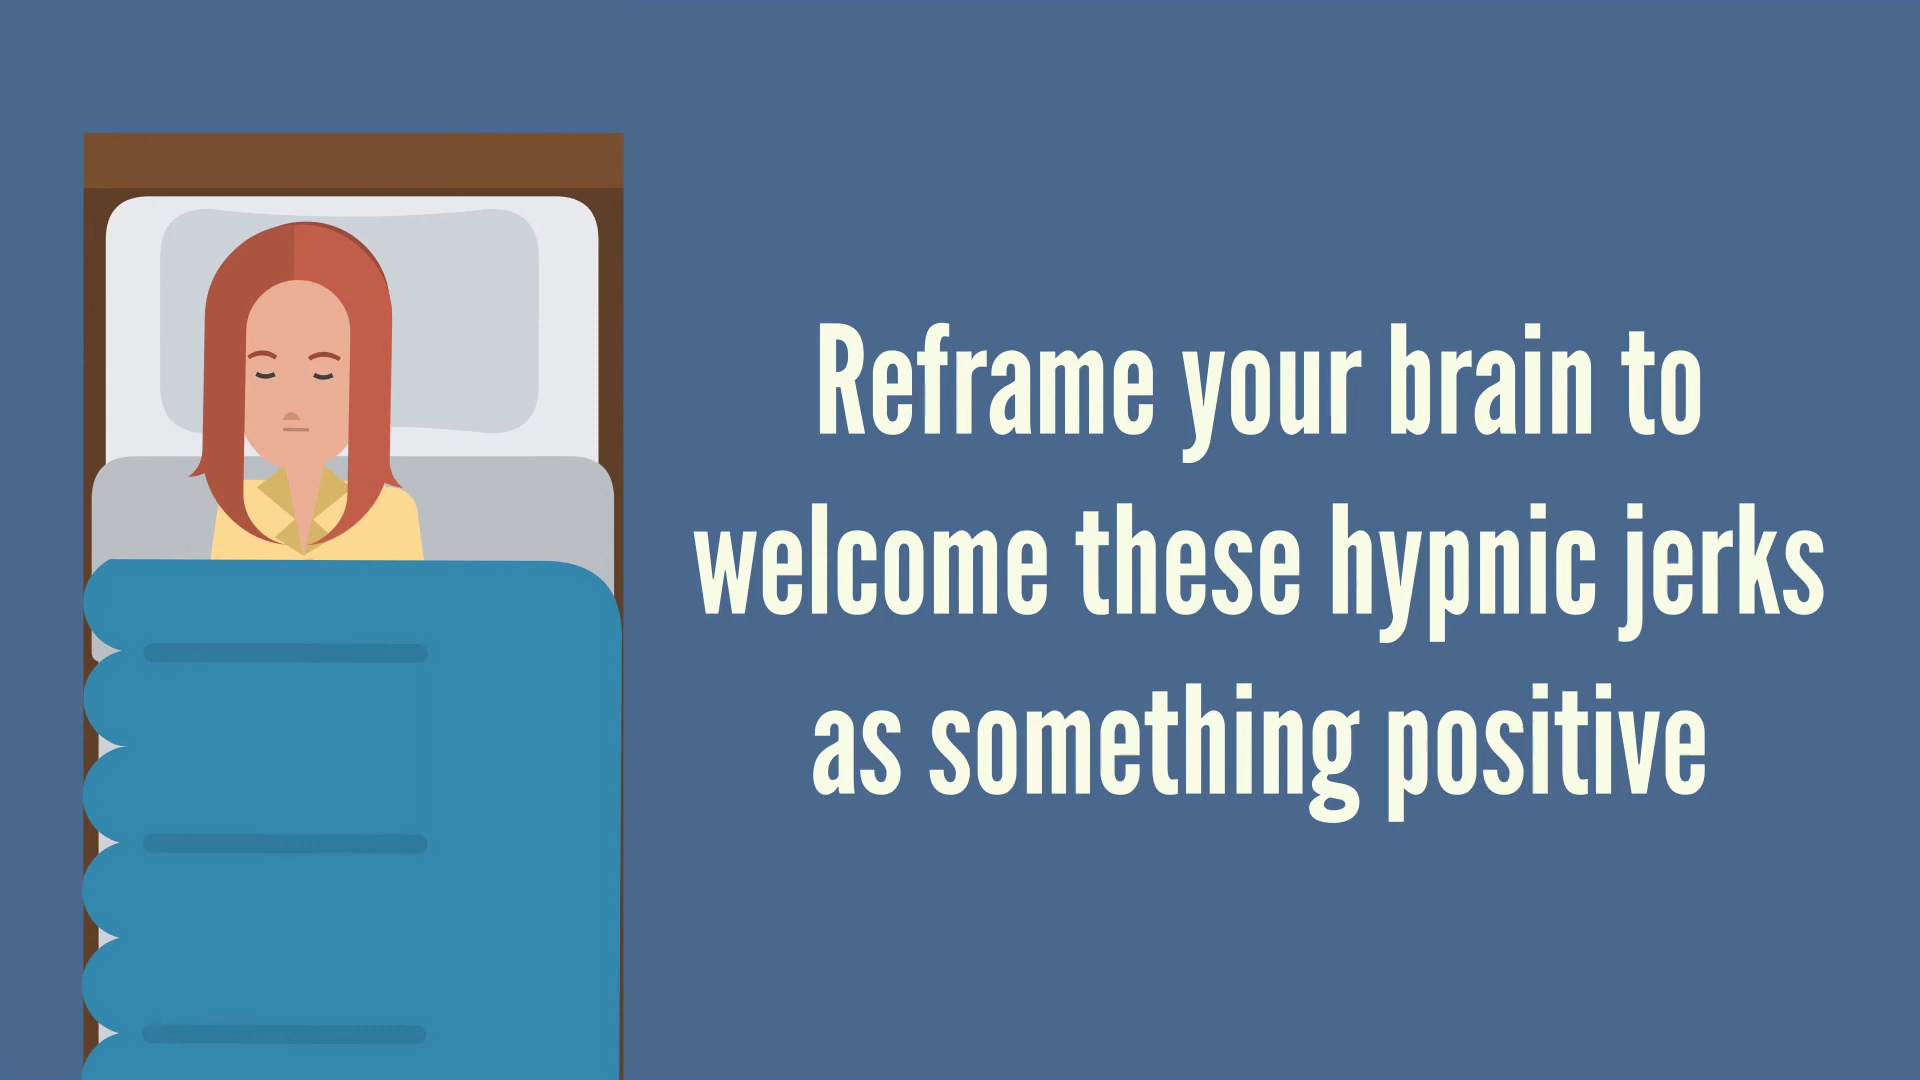 Reframe your brain to
welcome these hypnic jerks
as something positive